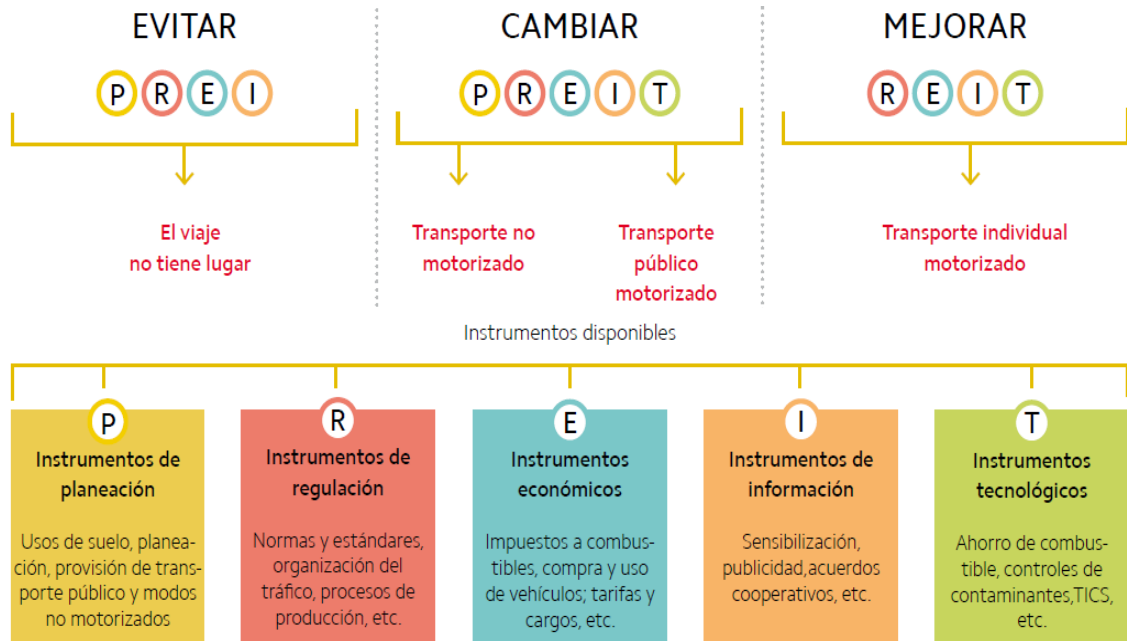 EVITAR
P R E I
El viaje
no tiene lugar
CAMBIAR
P R E I T
Transporte no
motorizado
Transporte
público
motorizado
MEJORAR
R E I T
Transporte individual
motorizado
Instrumentos disponibles
P
Instrumentos de
planeación
Usos de suelo, planea-
ción, provisión de trans-
porte público y modos
no motorizados
R
Instrumentos de
regulación
Normas y estándares,
organización del
tráfico, procesos de
producción, etc.
E
Instrumentos
económicos
Impuestos a combus-
tibles, compra y uso
de vehículos; tarifas y
cargos, etc.
I
Instrumentos de
información
Sensibilización,
publicidad,acuerdos
cooperativos, etc.
T
Instrumentos
tecnológicos
Ahorro de combus-
tible, controles de
contaminantes,TICS,
etc.